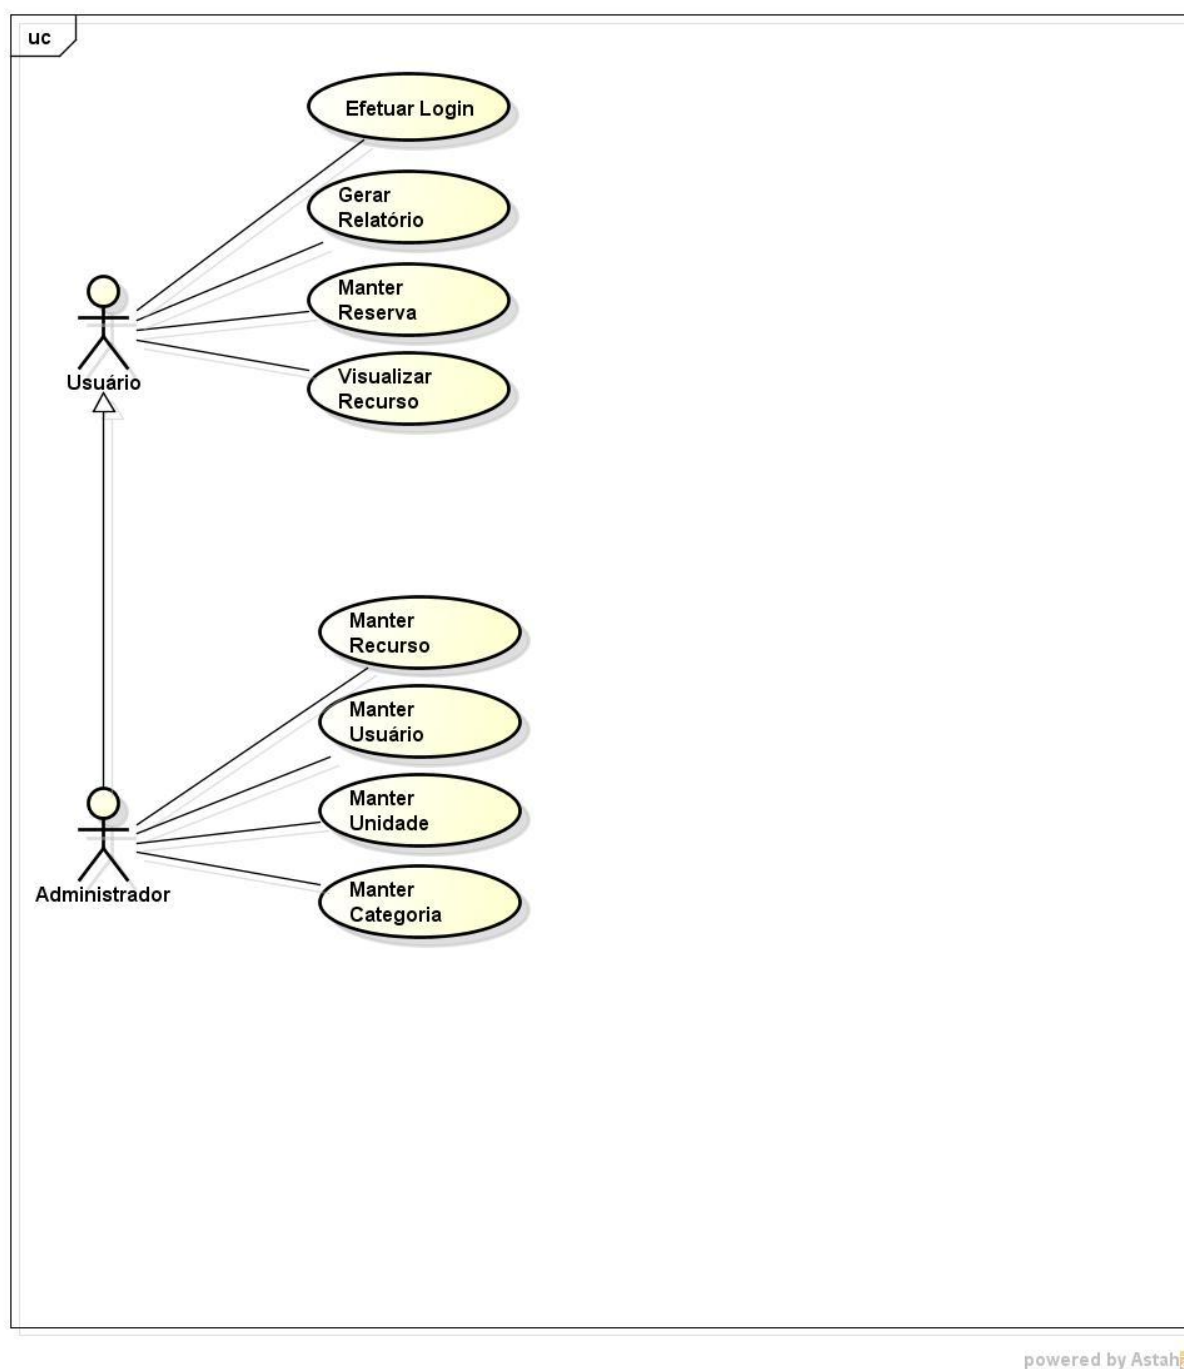 uc
Efetuar Login
Gerar
Relatório
Manter
Reserva
Visualizar
Recurso
Usuário
Manter
Recurso
Manter
Usuário
Manter
Unidade
Manter
Categoria
Administrador
powered by Astah